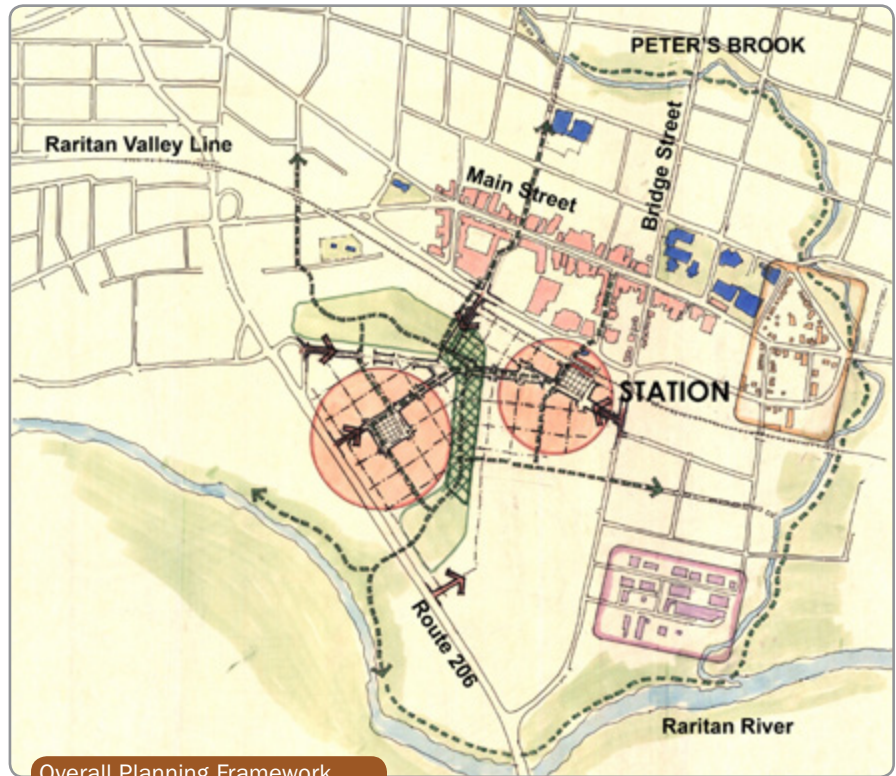 PETER'S BROOK
Raritan Valley Line
Bridge Street
Main Street
STATION
Route 206
Raritan River
Overall Planning Framework